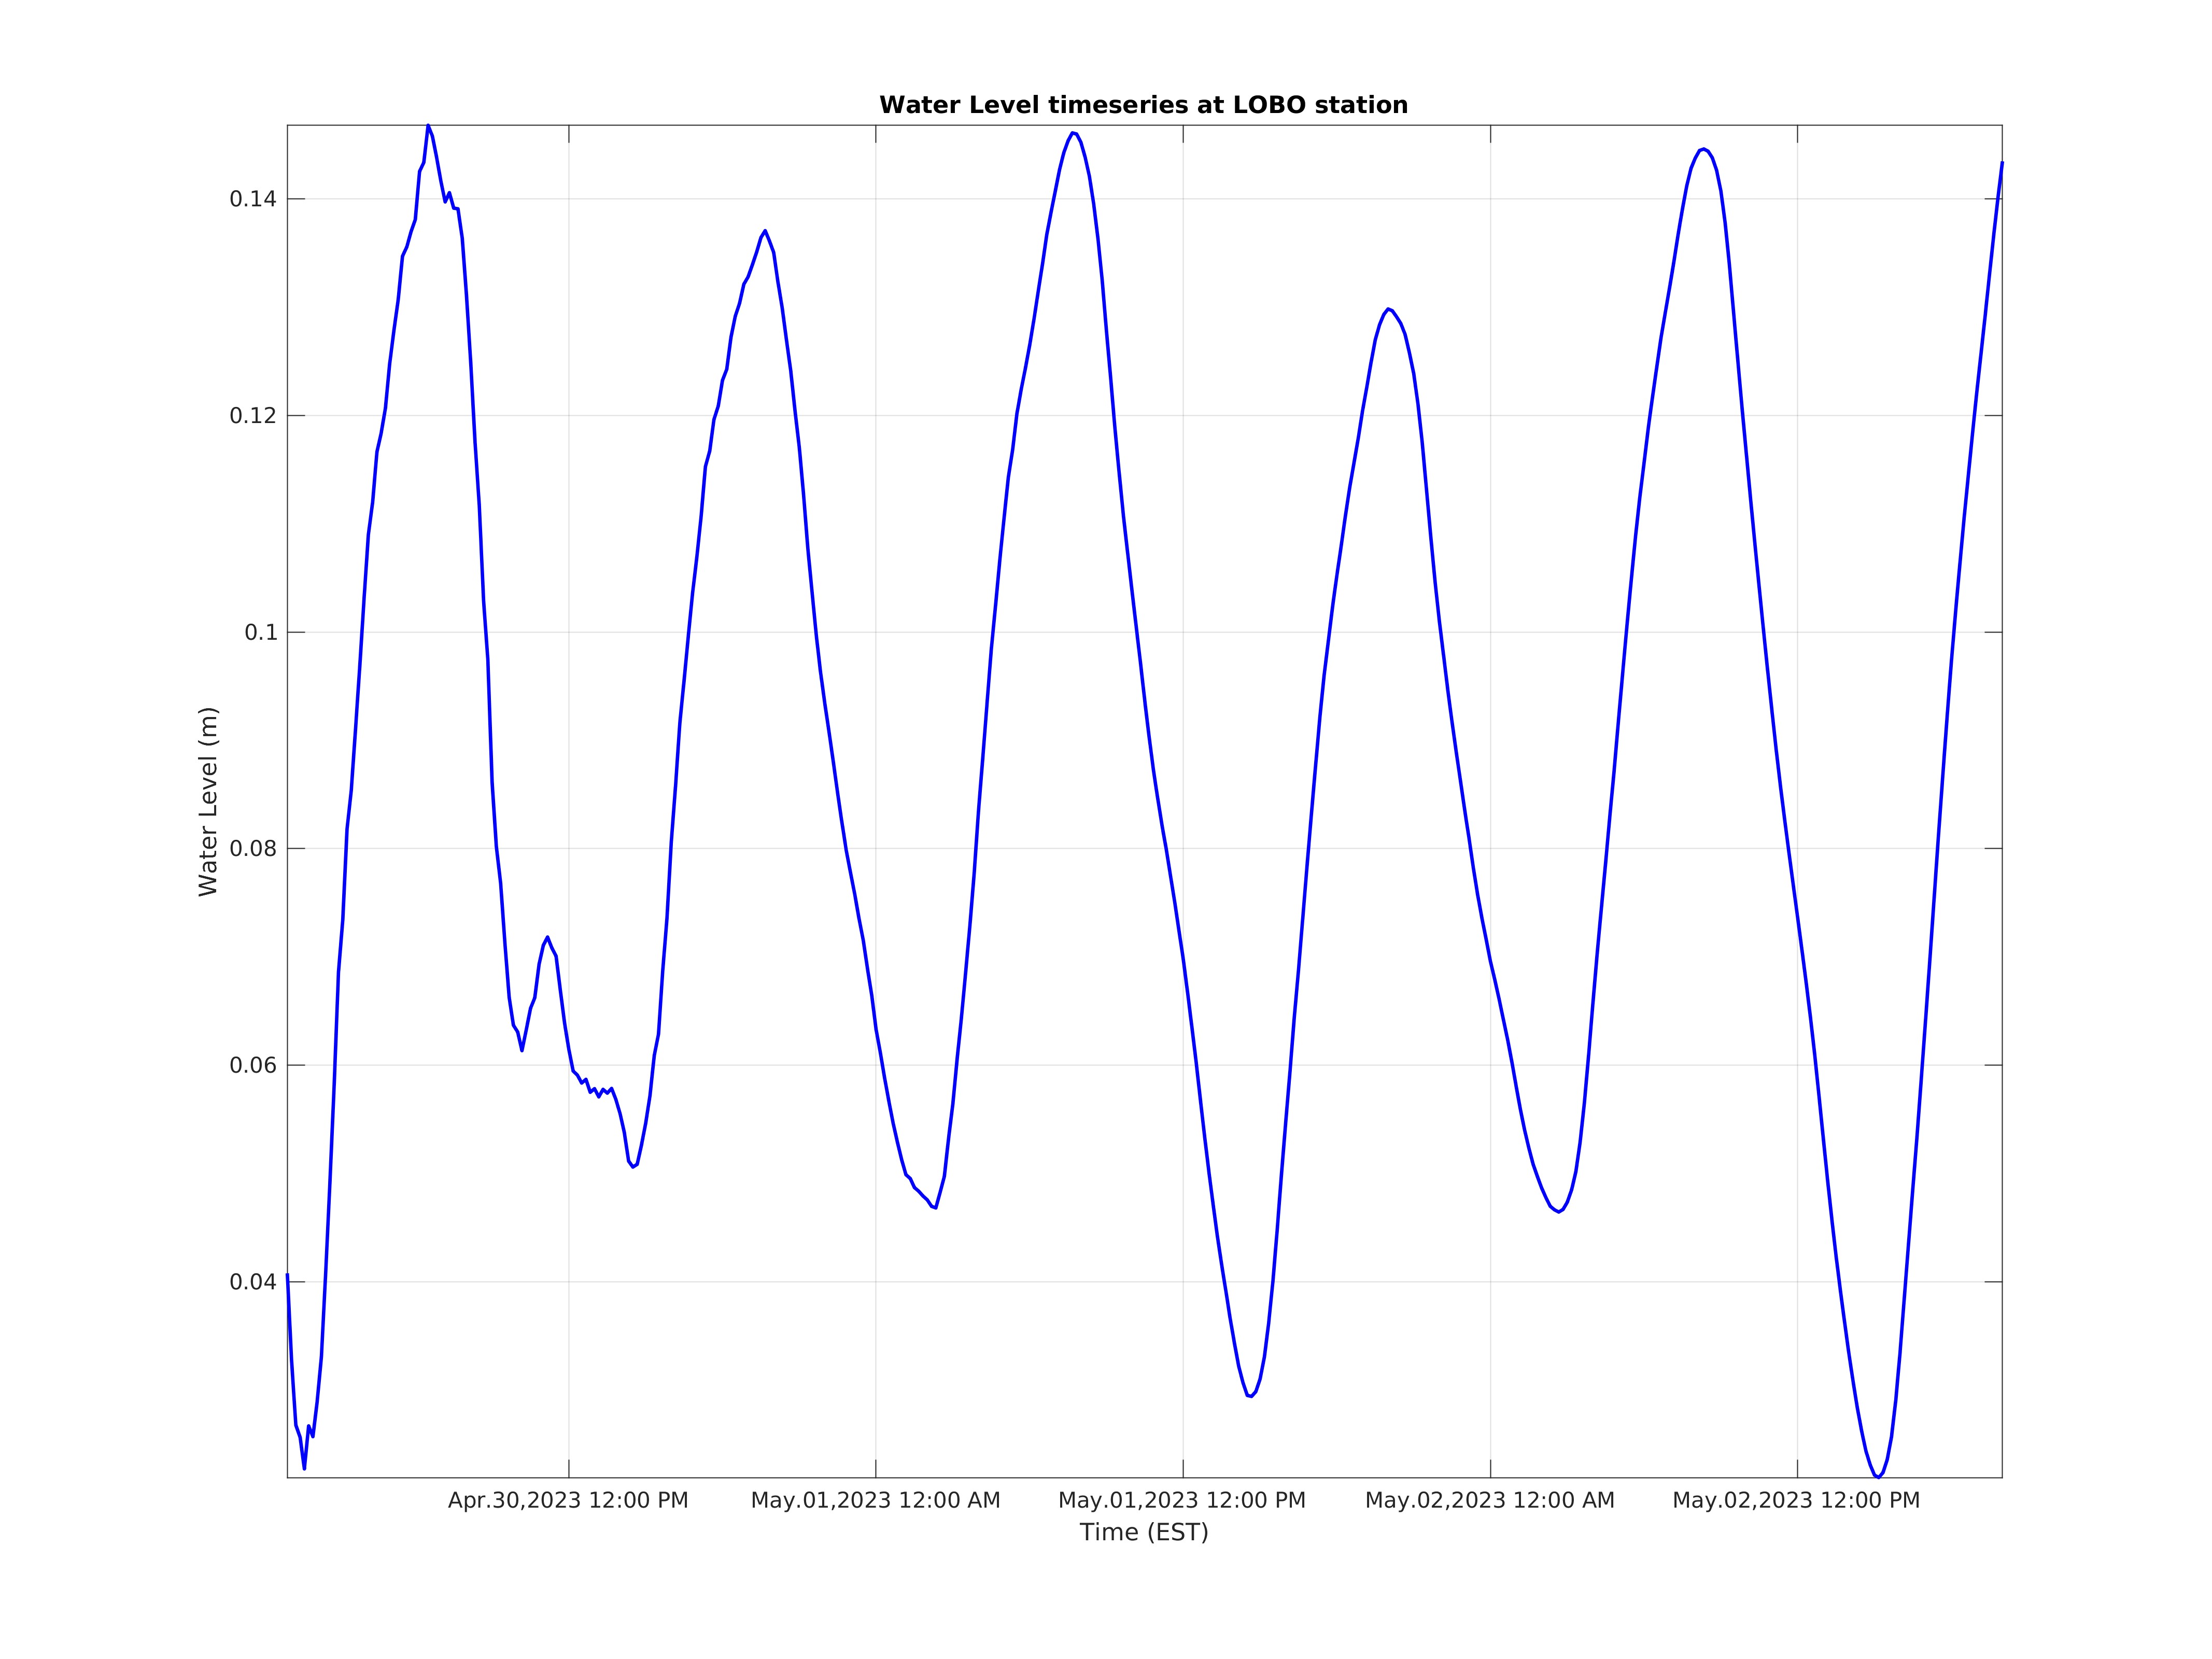 Water Level timeseries at LOBO station
0.14
0.12
0.1
0.08
0.06
0.04
Water Level (m)
Apr.30,2023 12:00 PM
May.01,2023 12:00 AM
May.01,2023 12:00 PM
May.02,2023 12:00 AM
May.02,2023 12:00 PM
Time (EST)